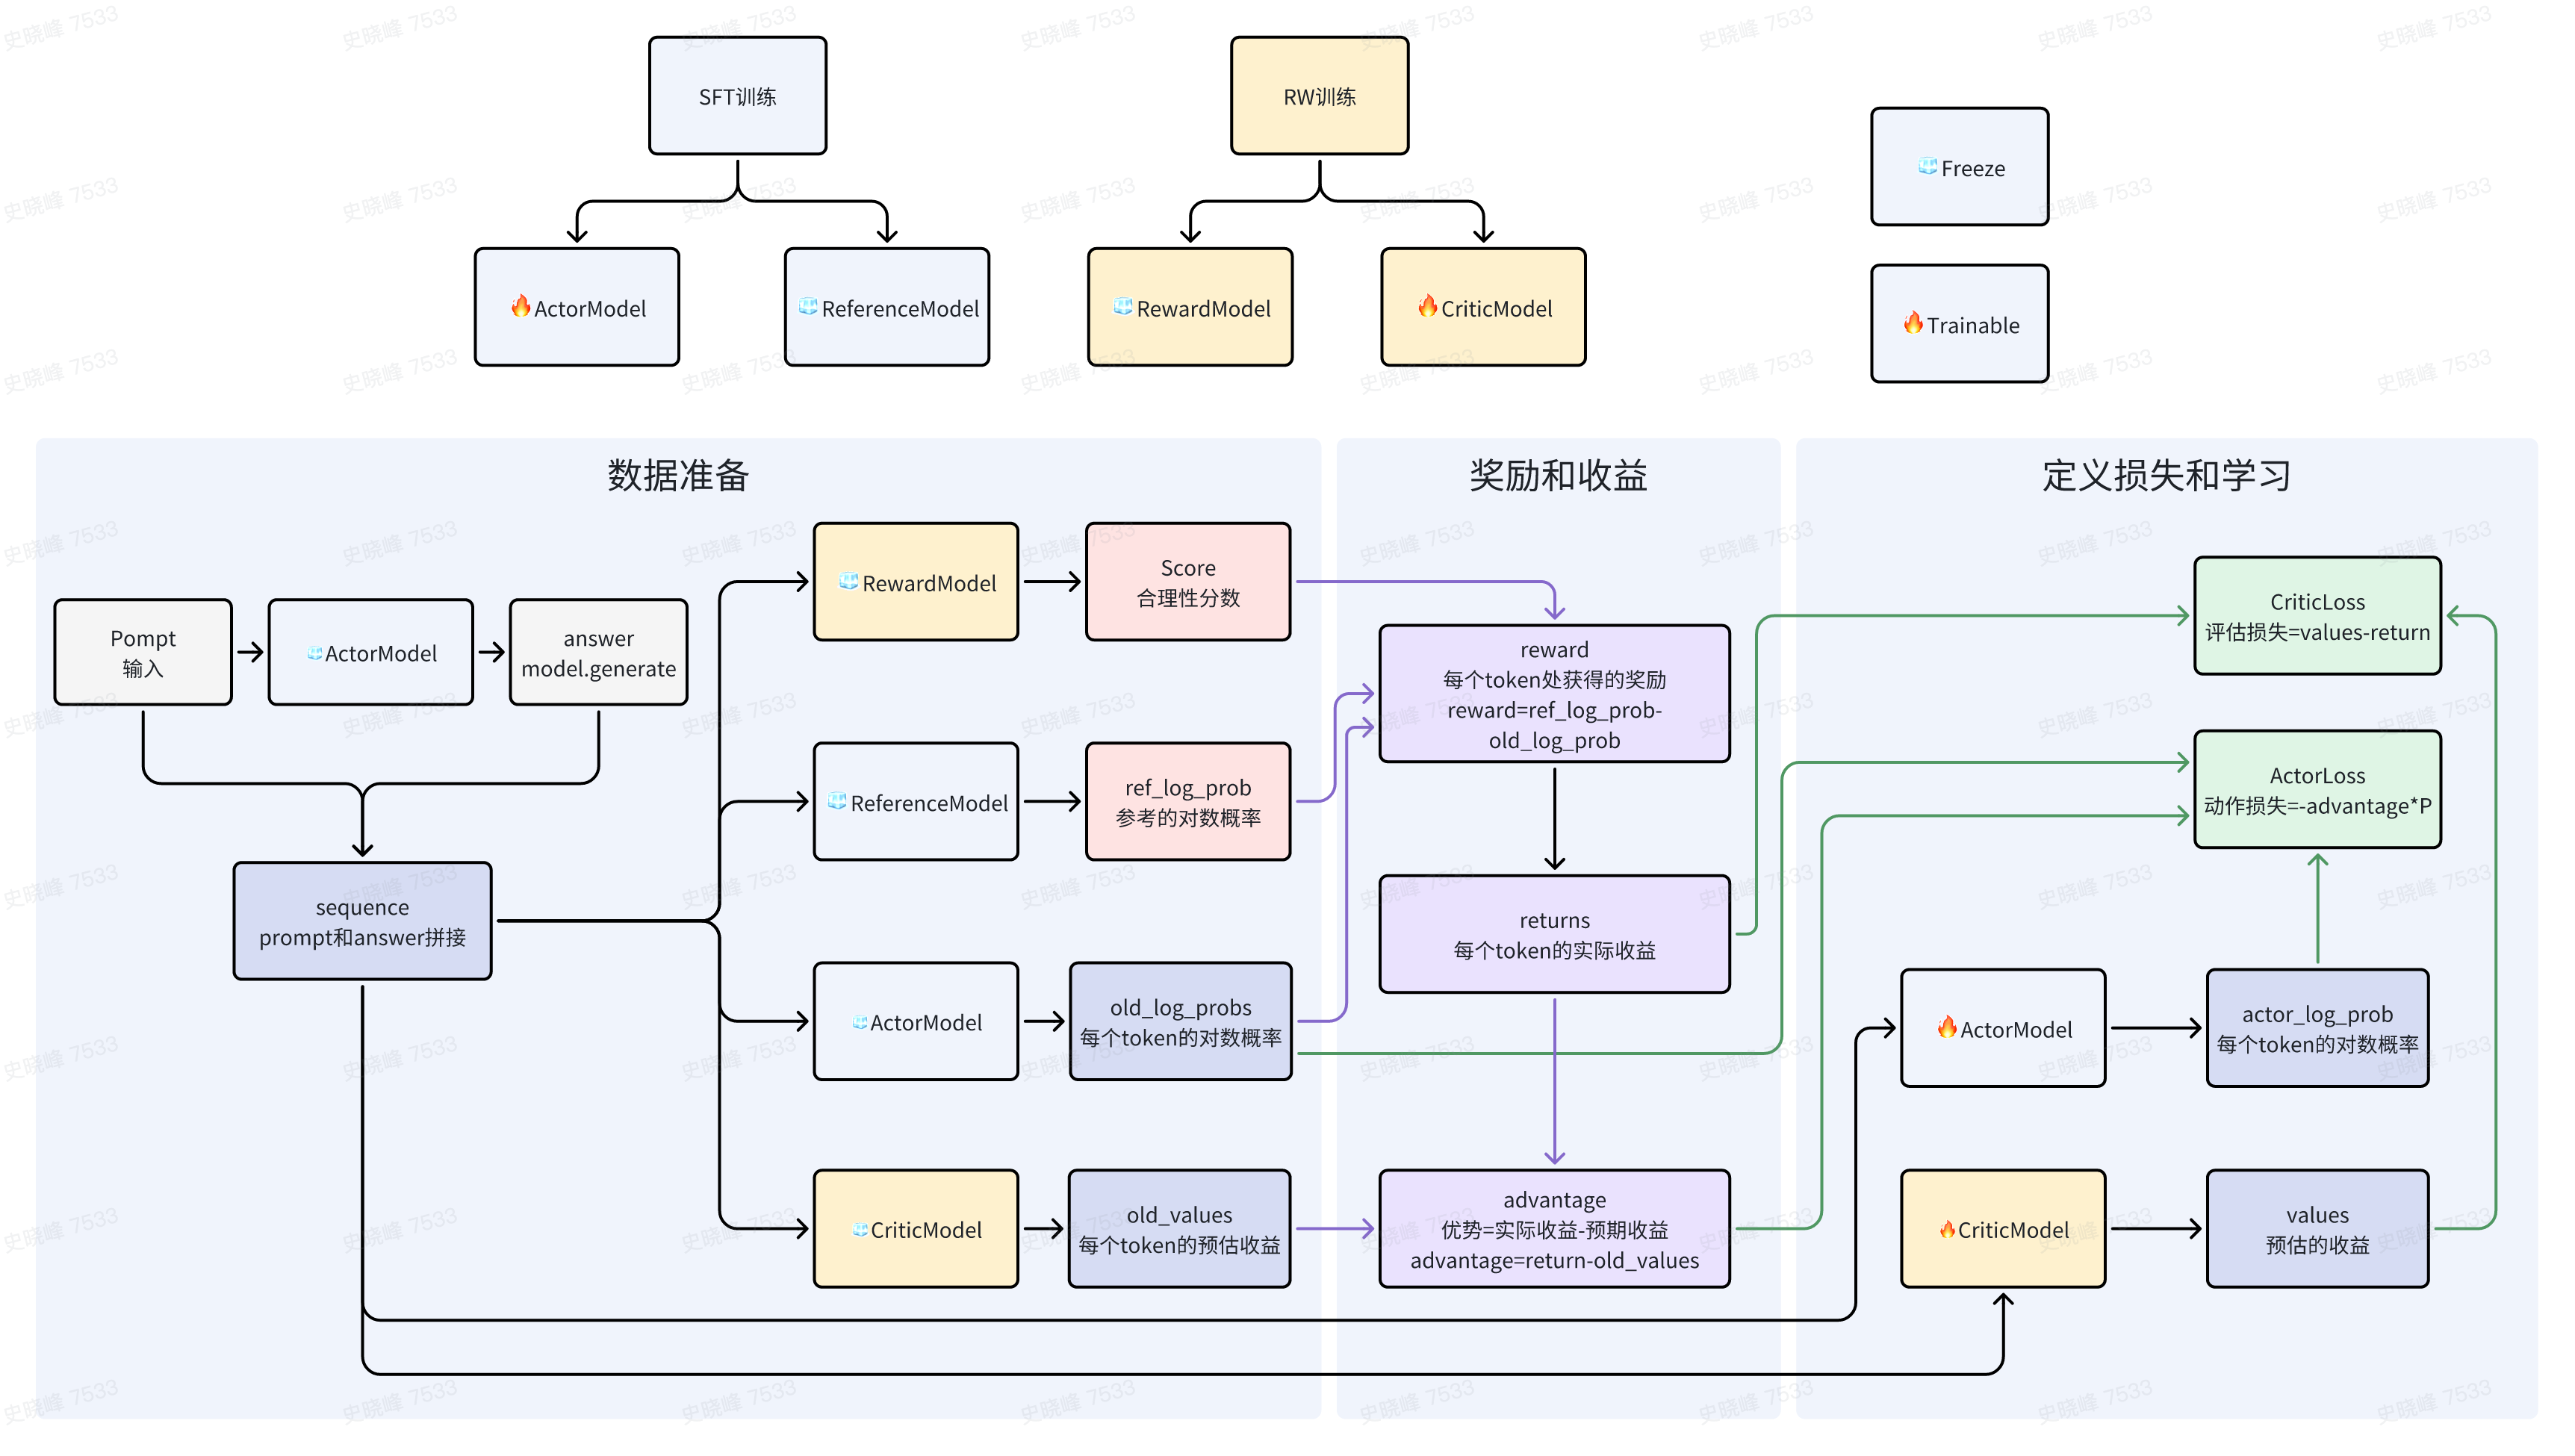 SFT训练
RW训练
Freeze
ActorModel
ReferenceModel
RewardModel
CriticModel
Trainable
数据准备
奖励和收益
定义损失和学习
Pompt
输入
ActorModel
answer
model.generate
sequence
prompt和answer拼接
RewardModel
Score
合理性分数
ReferenceModel
ref_log_prob
参考的对数概率
ActorModel
old_log_probs
每个token的对数概率
CriticModel
old_values
每个token的预估收益
reward
每个token处获得的奖励
reward=ref_log_prob-
old_log_prob
returns
每个token的实际收益
advantage
优势=实际收益-预期收益
advantage=return-old_values
CriticLoss
评估损失=values-return
ActorLoss
动作损失=-advantage*P
ActorModel
actor_log_prob
每个token的对数概率
CriticModel
values
预估的收益
史晓峰 7533